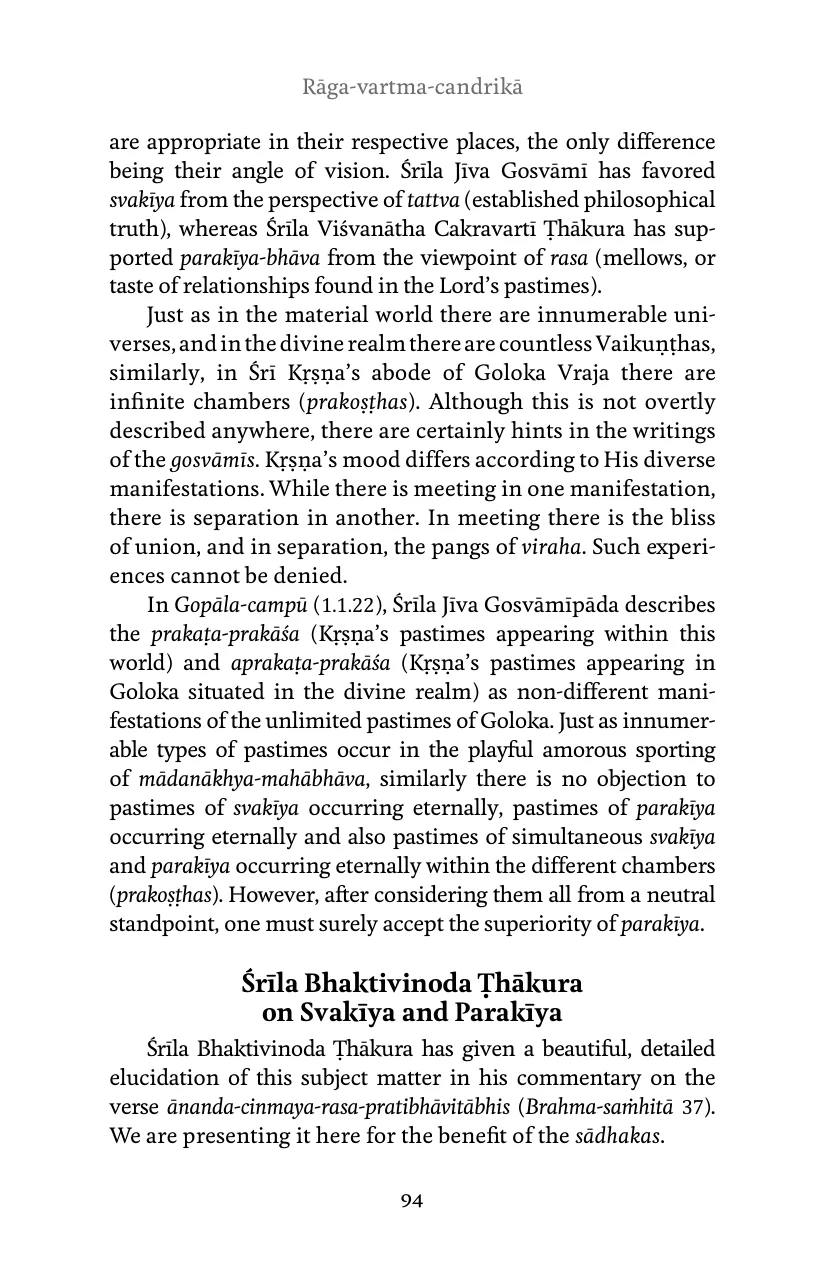 Rāga-vartma-candrikā
are appropriate in their respective places, the only difference
being their angle of vision. Śrīla Jīva Gosvāmī has favored
svakīya from the perspective of tattva (established philosophical
truth), whereas Śrīla Viśvanātha Cakravartī Ṭhākura has sup-
ported parakīya-bhāva from the viewpoint of rasa (mellows, or
taste of relationships found in the Lord’s pastimes).
Just as in the material world there are innumerable uni-
verses, and in the divine realm there are countless Vaikuṇṭhas,
similarly, in Śrī Kṛṣṇa’s abode of Goloka Vraja there are
infinite chambers (prakoṣṭhas). Although this is not overtly
described anywhere, there are certainly hints in the writings
of the gosvāmīs. Kṛṣṇa’s mood differs according to His diverse
manifestations. While there is meeting in one manifestation,
there is separation in another. In meeting there is the bliss
of union, and in separation, the pangs of viraha. Such experi-
ences cannot be denied.
In Gopāla-campū (1.1.22), Śrīla Jīva Gosvāmīpāda describes
the prakaṭa-prakāśa (Kṛṣṇa’s pastimes appearing within this
world) and aprakaṭa-prakāśa (Kṛṣṇa’s pastimes appearing in
Goloka situated in the divine realm) as non-different mani-
festations of the unlimited pastimes of Goloka. Just as innumer-
able types of pastimes occur in the playful amorous sporting
of mādanākhya-mahābhāva, similarly there is no objection to
pastimes of svakīya occurring eternally, pastimes of parakīya
occurring eternally and also pastimes of simultaneous svakīya
and parakīya occurring eternally within the different chambers
(prakoṣṭhas). However, after considering them all from a neutral
standpoint, one must surely accept the superiority of parakīya.
Śrīla Bhaktivinoda Ṭhākura
on Svakīya and Parakīya
Śrīla Bhaktivinoda Ṭhākura has given a beautiful, detailed
elucidation of this subject matter in his commentary on the
verse ānanda-cinmaya-rasa-pratibhāvitābhis (Brahma-saṁhitā 37).
We are presenting it here for the benefit of the sādhakas.
94